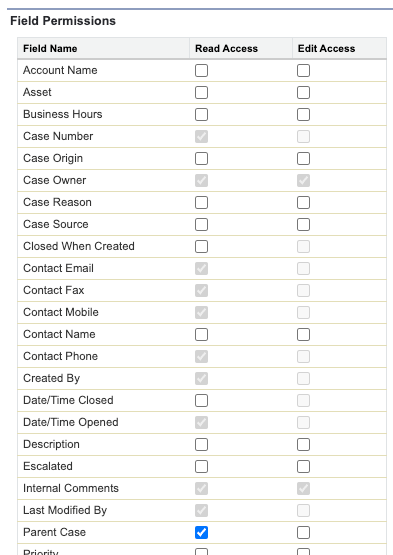 Field Permissions
Field Name Read Access Edit Access
Account Name
Asset
Business Hours
Case Number
Case Origin
Case Owner
Case Reason
Case Source
Closed When Created
Contact Email
Contact Fax
Contact Mobile
Contact Name
Contact Phone
Created By
Date/Time Closed
Date/Time Opened
Description
Escalated
Internal Comments
Last Modified By
Parent Case
Priority